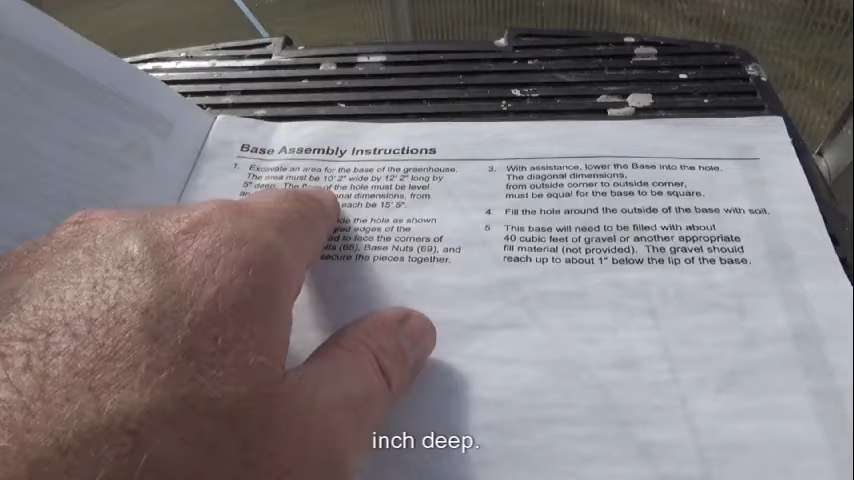 Base Assembly Instructions
1. Excavate an area for the base of the greenhouse.
The area must be 10' 2" wide by 12' 2" long by
5" deep. The of the hole must be level
dimensions, from
each be 15' 5".
the hole as shown
edges of the
to face the corners of
(68), Base Nuts (69), and
secure the pieces together.
3. With assistance, lower the Base into the hole.
The diagonal dimensions,
from outside corner to outside corner,
must be equal for the base to be square.
4. Fill the hole around the outside of the base with soil.
5 This base will need to be filled with about
40 cubic feet of gravel or another appropriate
fill material (not provided). The gravel should
reach up to about 1" below the lip of the base.
inch deep.